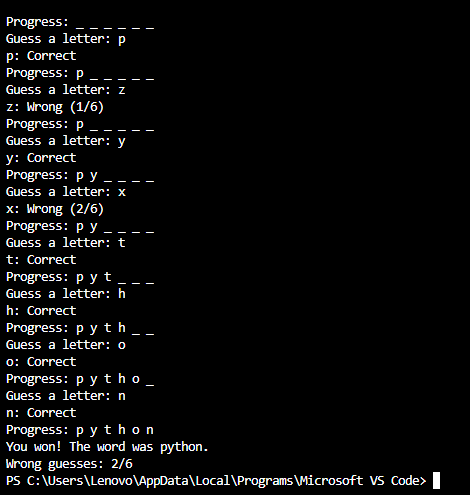 Progress: _ _ _ _ _ _
Guess a letter: p
p: Correct
Progress: p _ _ _ _ _
Guess a letter: z
z: Wrong (1/6)
Progress: p _ _ _ _ _
Guess a letter: y
y: Correct
Progress: p y _ _ _ _
Guess a letter: x
x: Wrong (2/6)
Progress: p y _ _ _ _
Guess a letter: t
t: Correct
Progress: p y t _ _ _
Guess a letter: h
h: Correct
Progress: p y t h _ _
Guess a letter: o
o: Correct
Progress: p y t h o _
Guess a letter: n
n: Correct
Progress: p y t h o n
You won! The word was python.
Wrong guesses: 2/6
PS C:\Users\Lenovo\AppData\Local\Programs\Microsoft VS Code>